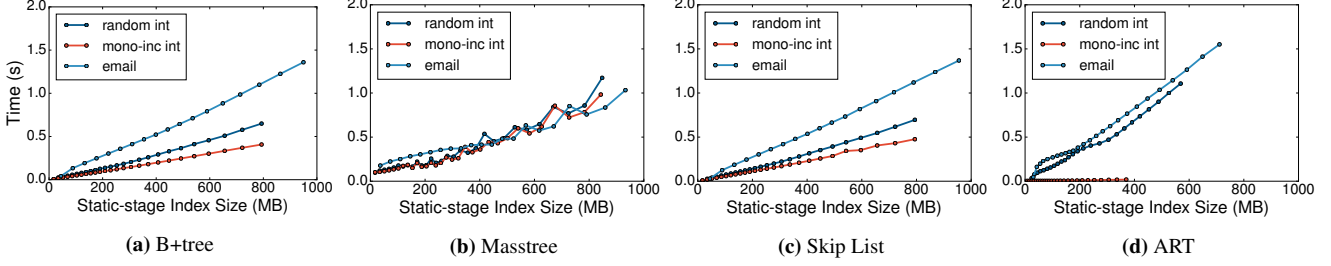 2.0
1.5
1.0
0.5
0.0
Time (s)
random int
mono-inc int
email
0 200 400 600 800 1000
Static-stage Index Size (MB)
(a) B+tree
2.0
1.5
1.0
0.5
0.0
random int
mono-inc int
email
0 200 400 600 800 1000
Static-stage Index Size (MB)
(b) Masstree
2.0
1.5
1.0
0.5
0.0
random int
mono-inc int
email
0 200 400 600 800 1000
Static-stage Index Size (MB)
(c) Skip List
2.0
1.5
1.0
0.5
0.0
random int
mono-inc int
email
0 200 400 600 800 1000
Static-stage Index Size (MB)
(d) ART